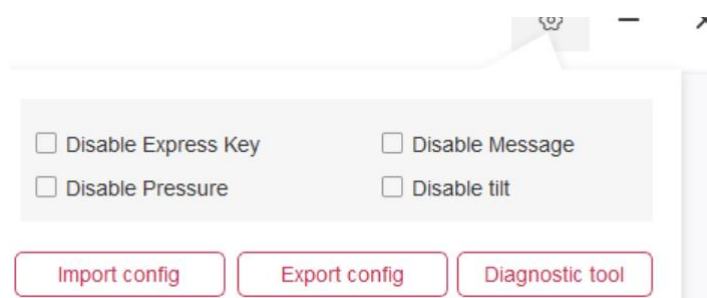 Disable Express Key Disable Message
Disable Pressure Disable tilt
Import config Export config Diagnostic tool